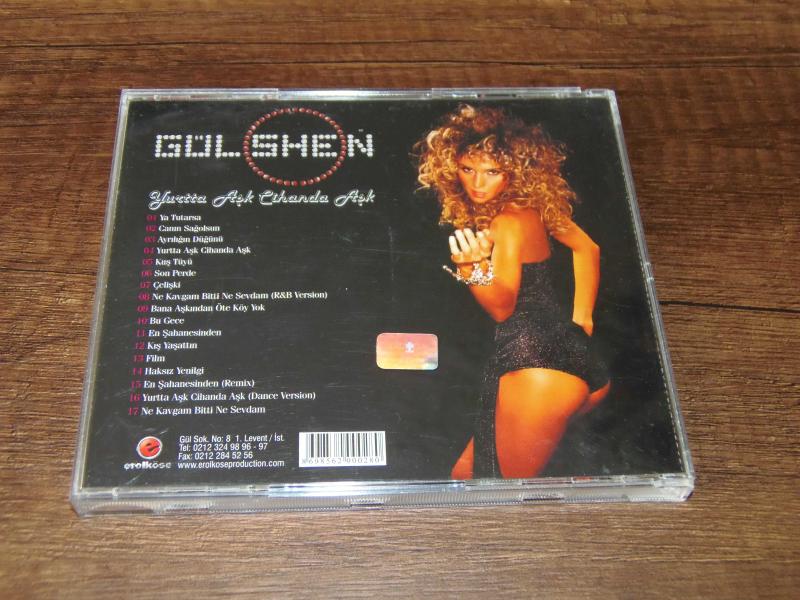 GÜLSHEN
Yurtta Aşk Cihanda Aşk
01 Ya Tutarsa
02 Canın Sağolsun
03 Ayrılığın Düğünü
04 Yurtta Aşk Cihanda Aşk
05 Kuş Tüyü
06 Son Perde
07 Çelişki
08 Ne Kavgam Bitti Ne Sevdam (R&B Version)
09 Bana Aşkından Öte Köy Yok
10 Bu Gece
11 En Şahanesinden
12 Kış Yaşattın
13 Film
14 Haksız Yenilgi
15 En Şahanesinden (Remix)
16 Yurtta Aşk Cihanda Aşk (Dance Version)
17 Ne Kavgam Bitti Ne Sevdam
e
erolköse
Gül Sok. No: 8 1. Levent / İst.
Tel: 0212 324 98 96 - 97
Fax: 0212 284 52 56
www.erolkoseproduction.com
8698562000280